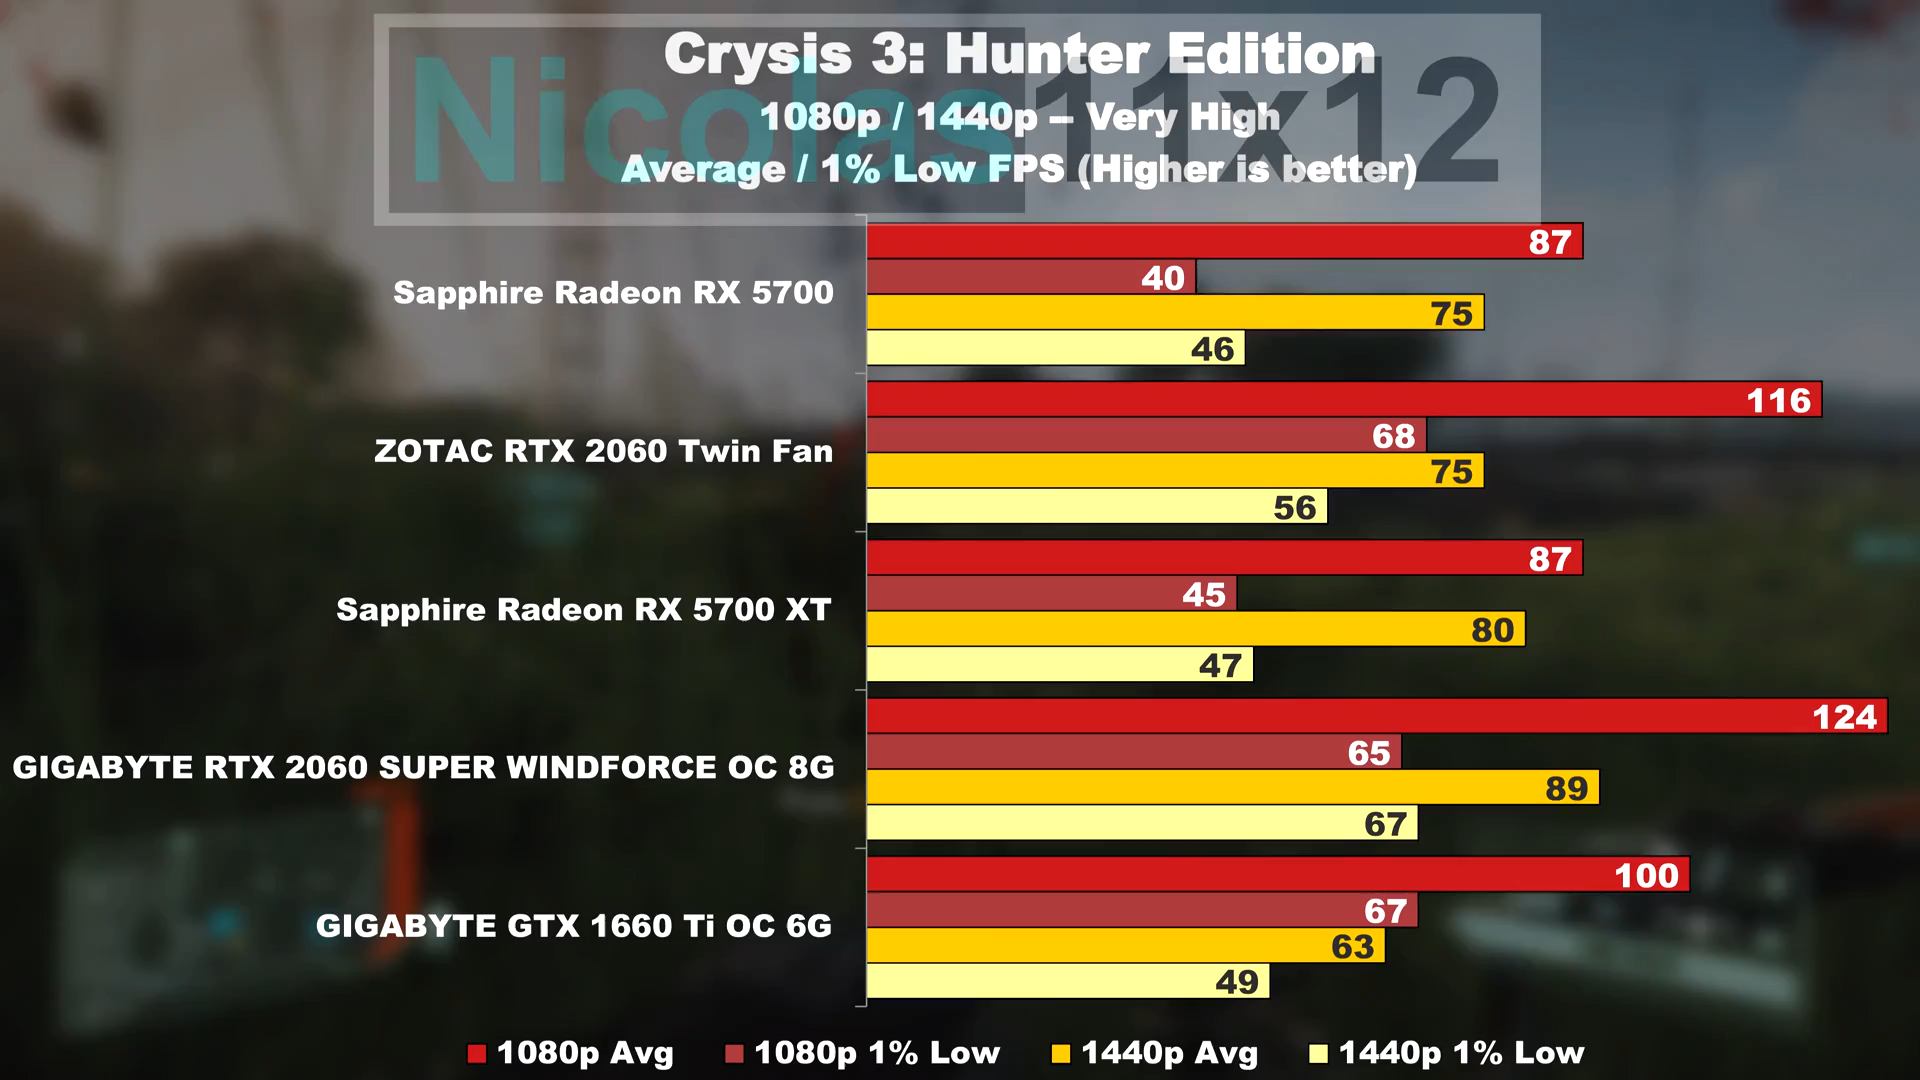 Nicolas11x12
Crysis 3: Hunter Edition
1080p / 1440p – Very High
Average / 1% Low FPS (Higher is better)
Sapphire Radeon RX 5700
87
40
75
46
ZOTAC RTX 2060 Twin Fan
116
68
75
56
Sapphire Radeon RX 5700 XT
87
45
80
47
GIGABYTE RTX 2060 SUPER WINDFORCE OC 8G
124
65
89
67
GIGABYTE GTX 1660 Ti OC 6G
100
67
63
49
1080p Avg 1080p 1% Low 1440p Avg 1440p 1% Low